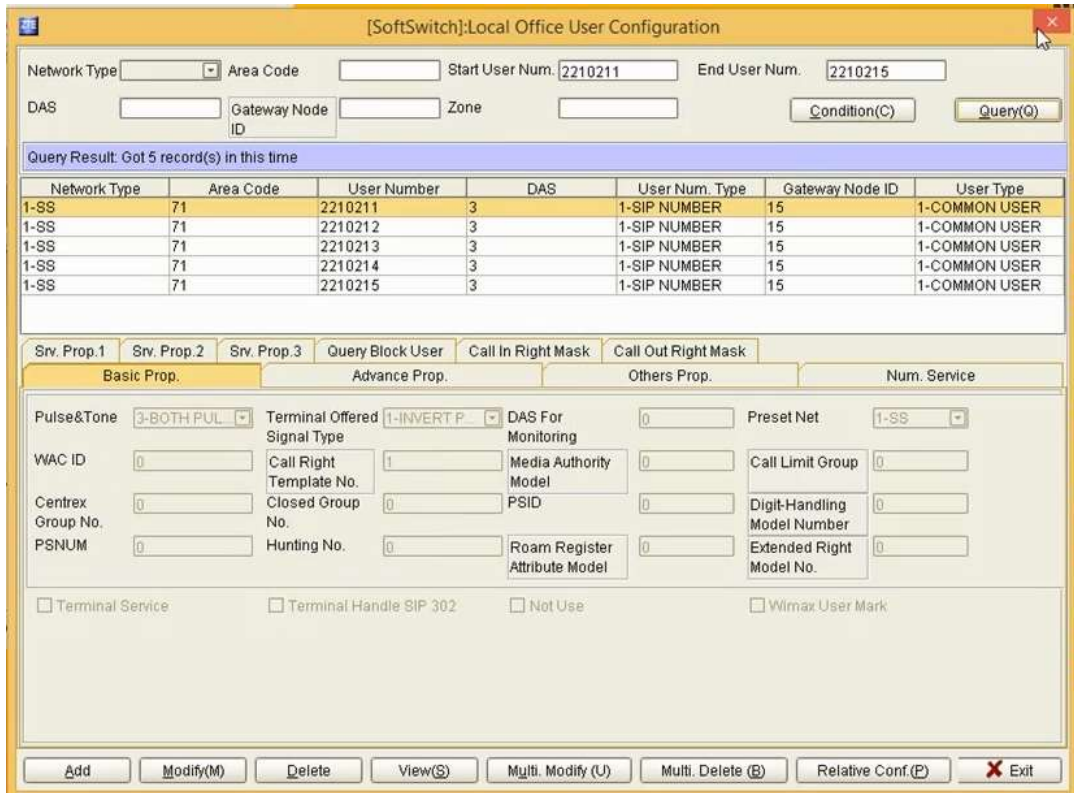 [SoftSwitch]:Local Office User Configuration
Network Type Area Code Start User Num. 2210211 End User Num. 2210215
DAS Gateway Node ID Zone Condition(C) Query(Q)
Query Result: Got 5 record(s) in this time
Network Type Area Code User Number DAS User Num. Type Gateway Node ID User Type
1-SS 71 2210211 3 1-SIP NUMBER 15 1-COMMON USER
1-SS 71 2210212 3 1-SIP NUMBER 15 1-COMMON USER
1-SS 71 2210213 3 1-SIP NUMBER 15 1-COMMON USER
1-SS 71 2210214 3 1-SIP NUMBER 15 1-COMMON USER
1-SS 71 2210215 3 1-SIP NUMBER 15 1-COMMON USER
Srv. Prop.1 Srv. Prop.2 Srv. Prop.3 Query Block User Call In Right Mask Call Out Right Mask
Basic Prop. Advance Prop. Others Prop. Num. Service
Pulse&Tone 3-BOTH PUL... Terminal Offered Signal Type 1-INVERT P... DAS For Monitoring 0 Preset Net 1-SS
WAC ID 0 Call Right Template No. 1 Media Authority Model 0 Call Limit Group 0
Centrex Group No. 0 Closed Group No. 0 PSID 0 Digit-Handling Model Number 0
PSNUM 0 Hunting No. 0 Roam Register Attribute Model 0 Extended Right Model No. 0
Terminal Service Terminal Handle SIP 302 Not Use Wimax User Mark
Add Modify(M) Delete View(S) Multi. Modify (U) Multi. Delete (B) Relative Conf.(P) Exit